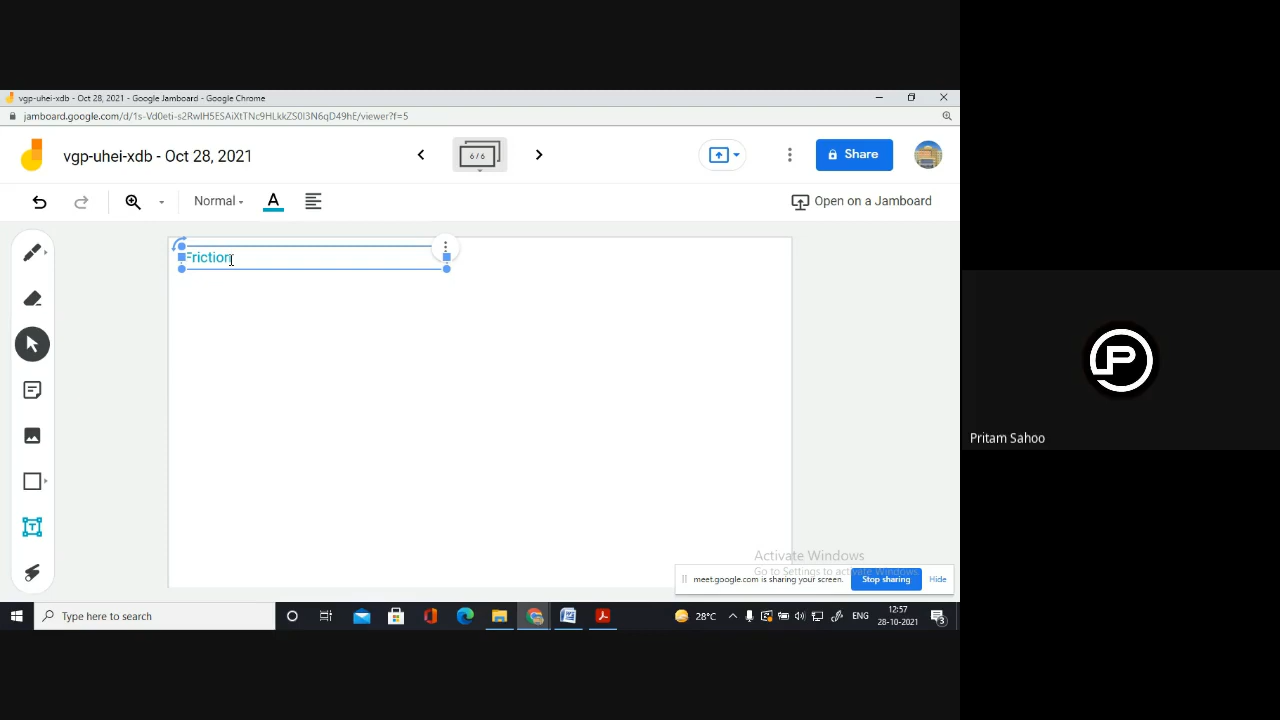 vgp-uhei-xdb - Oct 28, 2021 - Google Jamboard - Google Chrome
jamboard.google.com/d/1s-Vd0eti-s2RwIH5ESAiXtTNc9HLkkZS0I3N6qD49hE/viewer?f=5
vgp-uhei-xdb - Oct 28, 2021
6/6
Share
Normal
A
Open on a Jamboard
Friction
P
Pritam Sahoo
Activate Windows
Go to Settings to activate Windows.
meet.google.com is sharing your screen.
Stop sharing
Hide
Type here to search
28°C
ENG
12:57
28-10-2021
3